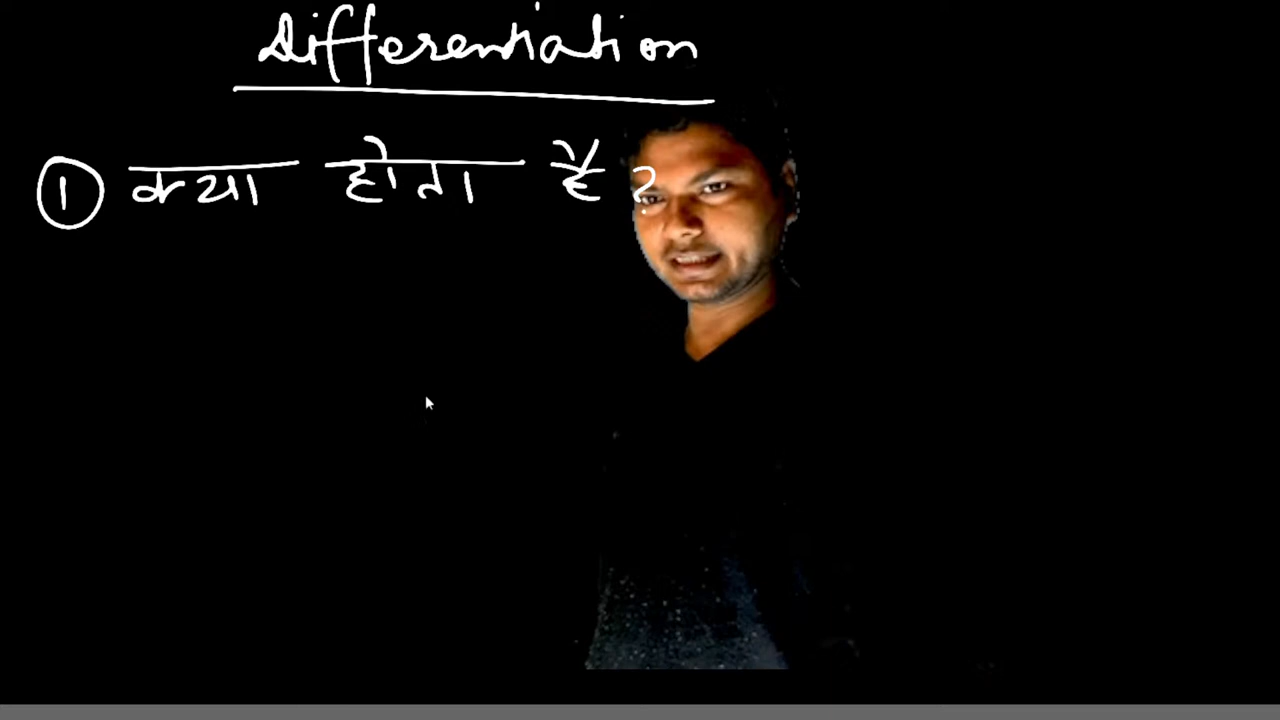 Differentiation
① क्या होता है ?